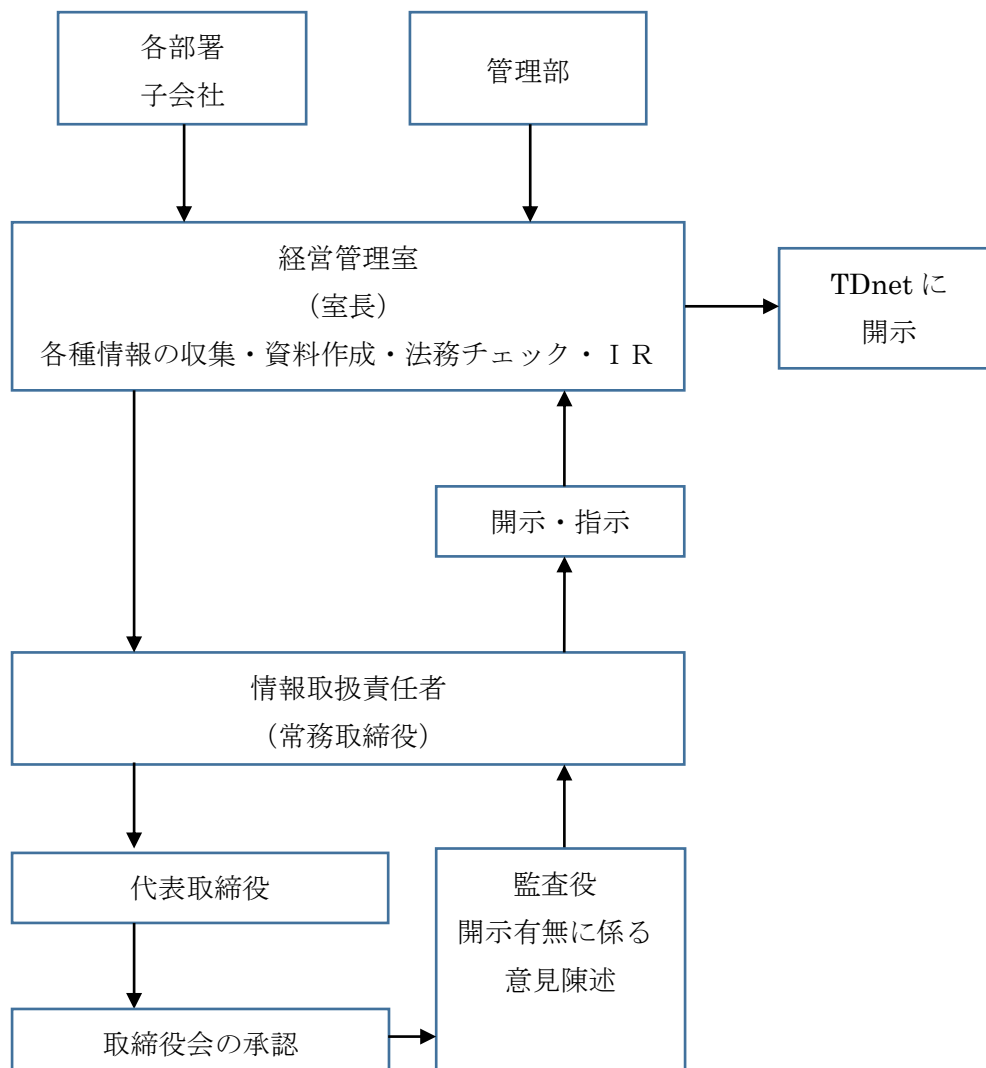 各部署
子会社
管理部
経営管理室
（室長）
各種情報の収集・資料作成・法務チェック・ＩＲ
TDnet に
開示
開示・指示
情報取扱責任者
（常務取締役）
代表取締役
監査役
開示有無に係る
意見陳述
取締役会の承認